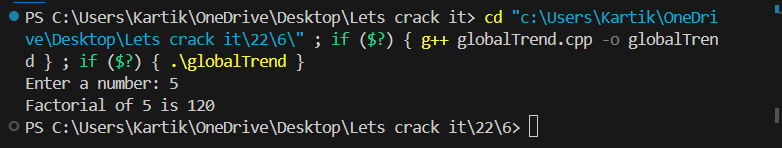 PS C:\Users\Kartik\OneDrive\Desktop\Lets crack it> cd "c:\Users\Kartik\OneDri
ve\Desktop\Lets crack it\22\6\" ; if ($?) { g++ globalTrend.cpp -o globalTren
d } ; if ($?) { .\globalTrend }
Enter a number: 5
Factorial of 5 is 120
PS C:\Users\Kartik\OneDrive\Desktop\Lets crack it\22\6>